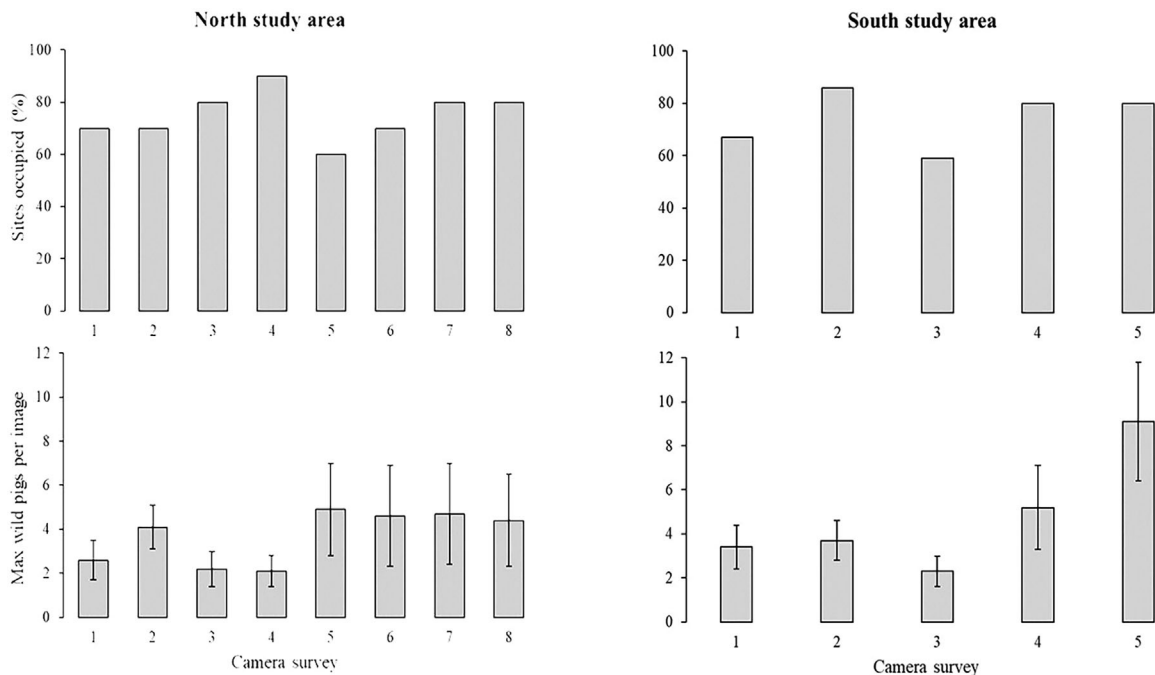 North study area
South study area
Sites occupied (%)
100
80
60
40
20
0
1 2 3 4 5 6 7 8
100
80
60
40
20
0
1 2 3 4 5
Max wild pigs per image
12
10
8
6
4
2
0
1 2 3 4 5 6 7 8
Camera survey
12
10
8
6
4
2
0
1 2 3 4 5
Camera survey